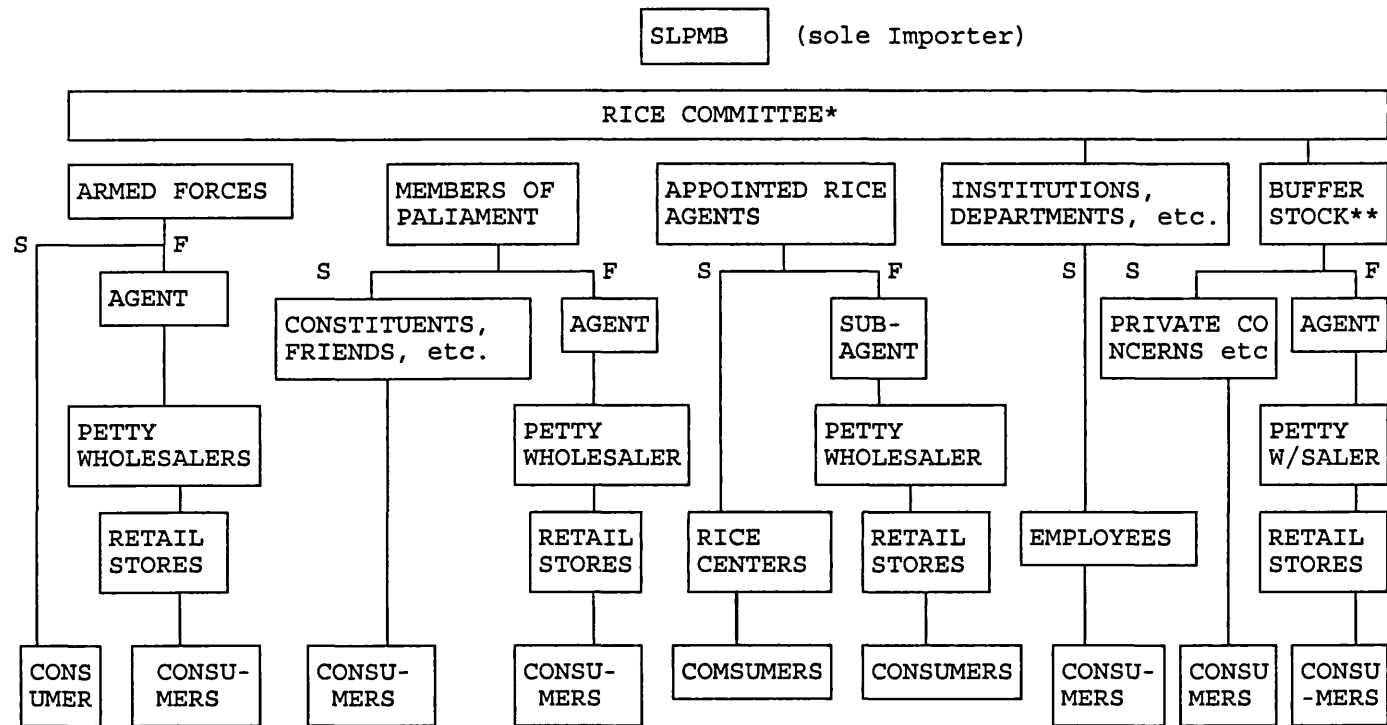 SLPMB (sole Importer)
RICE COMMITTEE*
ARMED FORCES
MEMBERS OF
PALIAMENT
APPOINTED RICE
AGENTS
INSTITUTIONS,
DEPARTMENTS, etc.
BUFFER
STOCK**
S F
S F
S F
S
S F
AGENT
CONSTITUENTS,
FRIENDS, etc.
AGENT
SUB-
AGENT
PRIVATE CO
NCERNS etc
AGENT
PETTY
WHOLESALERS
PETTY
WHOLESALER
PETTY
WHOLESALER
PETTY
W/SALER
RETAIL
STORES
RETAIL
STORES
RICE
CENTERS
RETAIL
STORES
EMPLOYEES
RETAIL
STORES
CONS
UMER
CONSU-
MERS
CONSU-
MERS
CONSU-
MERS
COMSUMERS
CONSUMERS
CONSU-
MERS
CONSU
MERS
CONSU
-MERS